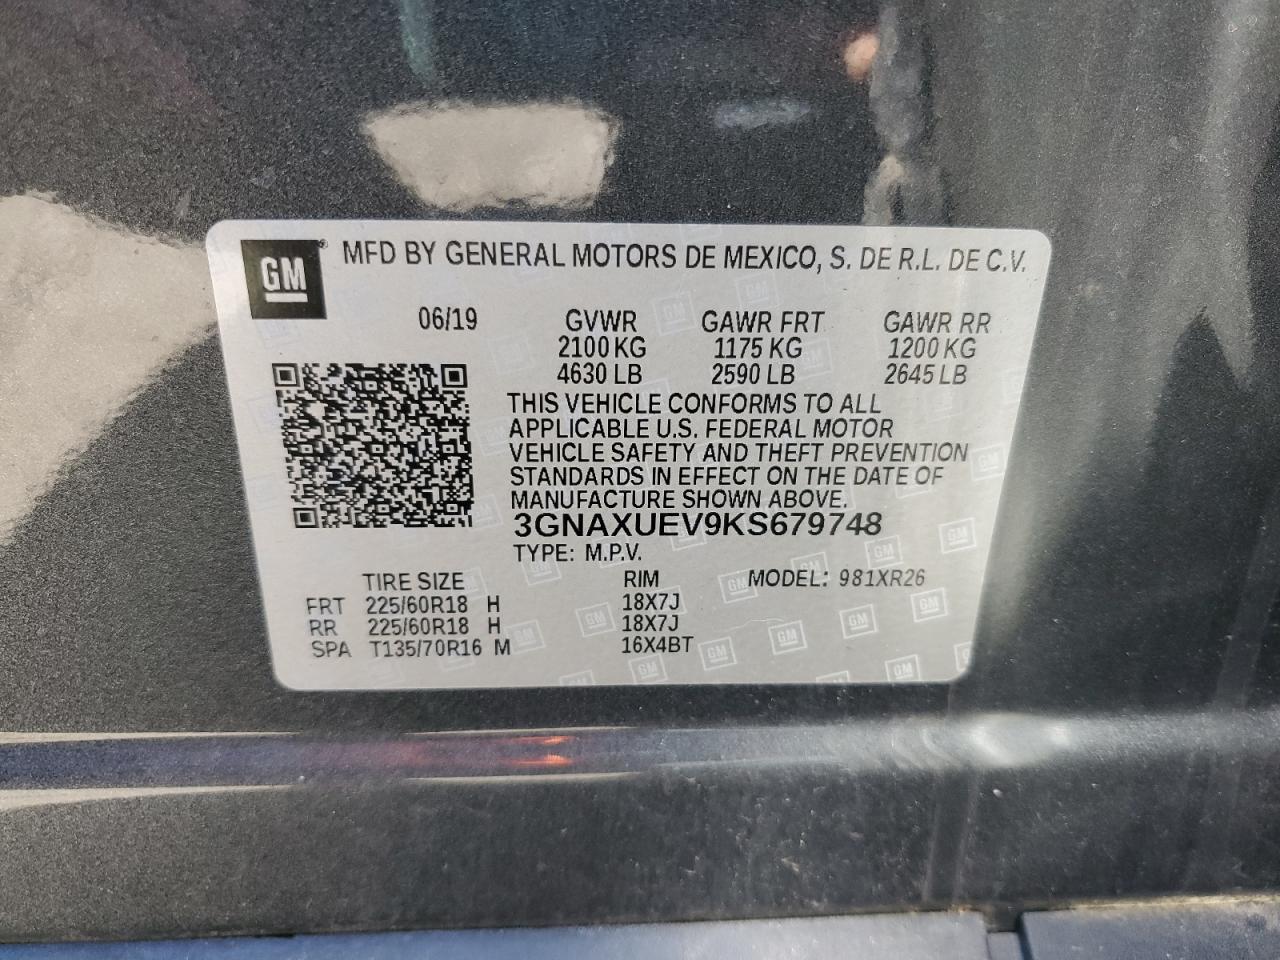 GM® MFD BY GENERAL MOTORS DE MEXICO, S. DE R.L. DE C.V.
06/19 GVWR GAWR FRT GAWR RR
2100 KG 1175 KG 1200 KG
4630 LB 2590 LB 2645 LB
THIS VEHICLE CONFORMS TO ALL
APPLICABLE U.S. FEDERAL MOTOR
VEHICLE SAFETY AND THEFT PREVENTION
STANDARDS IN EFFECT ON THE DATE OF
MANUFACTURE SHOWN ABOVE.
3GNAXUEV9KS679748
TYPE: M.P.V.
TIRE SIZE RIM MODEL: 981XR26
FRT 225/60R18 H 18X7J
RR 225/60R18 H 18X7J
SPA T135/70R16 M 16X4BT